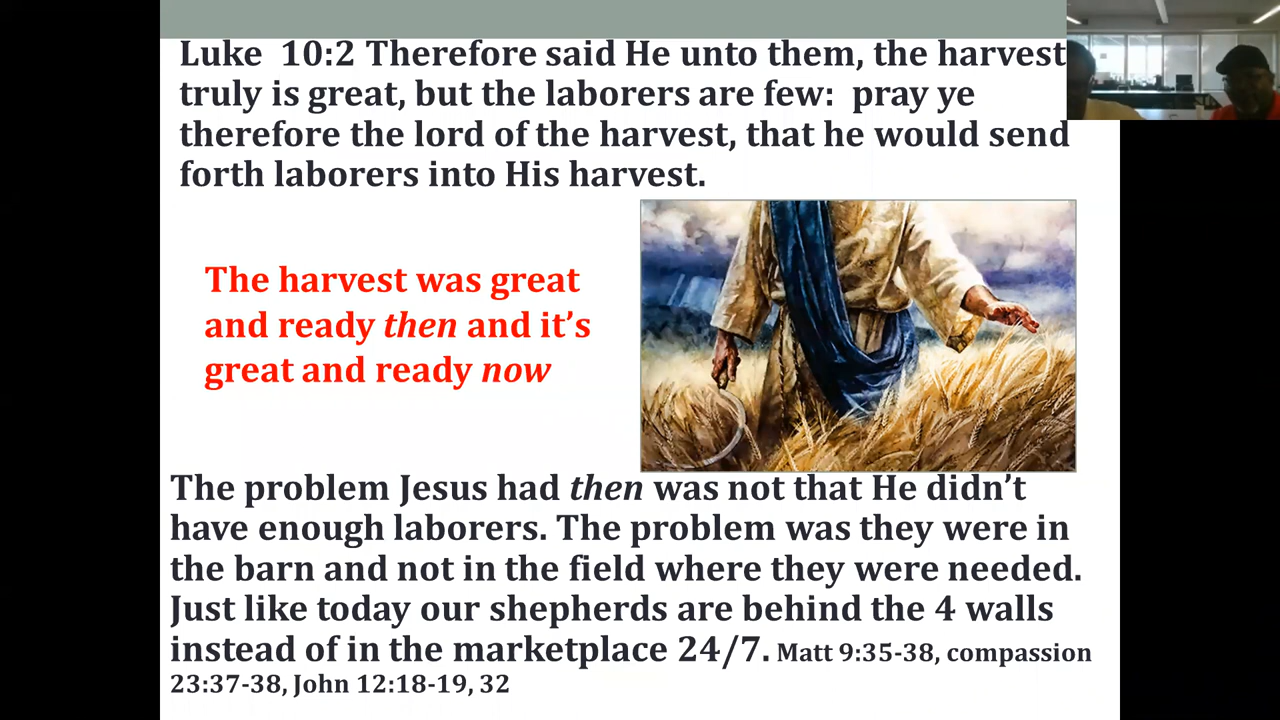 Luke  10:2 Therefore said He unto them, the harvest
truly is great, but the laborers are few:  pray ye
therefore the lord of the harvest, that he would send
forth laborers into His harvest.
The harvest was great
and ready then and it’s
great and ready now
The problem Jesus had then was not that He didn’t
have enough laborers. The problem was they were in
the barn and not in the field where they were needed.
Just like today our shepherds are behind the 4 walls
instead of in the marketplace 24/7. Matt 9:35-38, compassion
23:37-38, John 12:18-19, 32